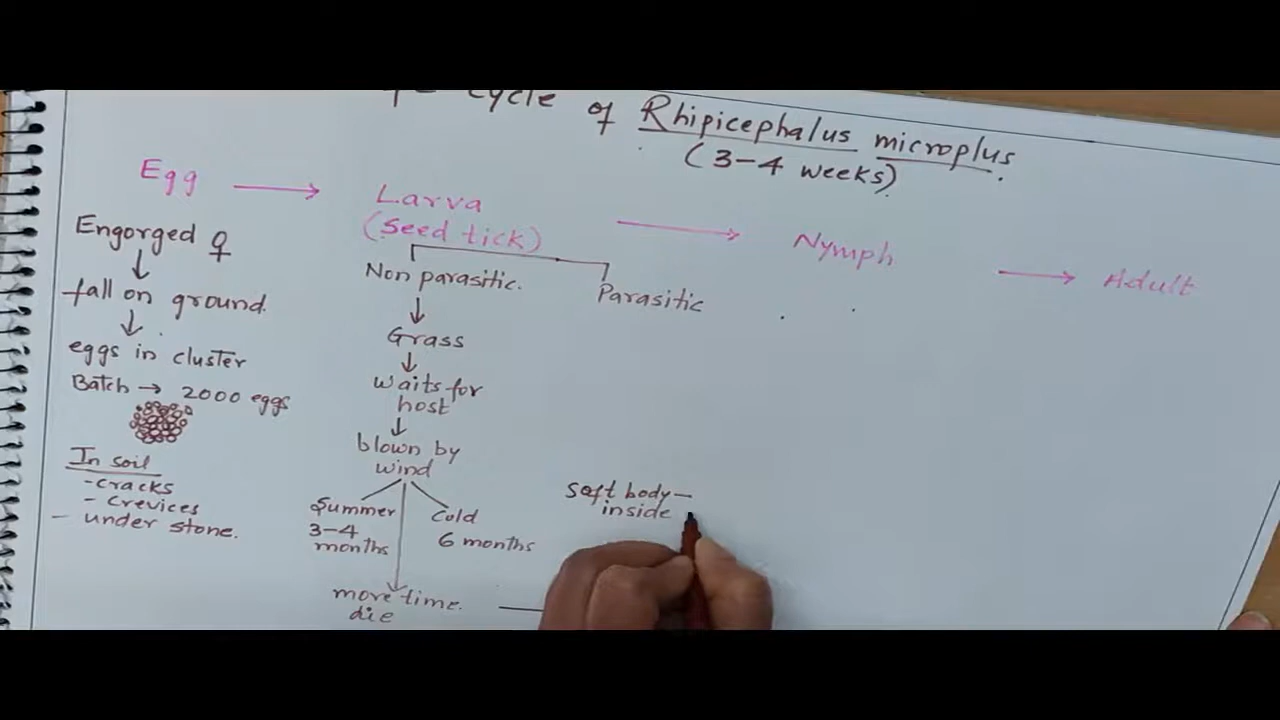 cycle of Rhipicephalus microplus
(3-4 weeks)
Egg
Engorged ♀
fall on ground.
eggs in cluster
Batch → 2000 eggs
In soil
- cracks
- crevices
- under stone.
Larva
(Seed tick)
Non parasitic.
Parasitic
Grass
waits for
host
blown by
wind
Summer
3-4
months
Cold
6 months
more time.
die
Soft body-
inside
Nymph
Adult